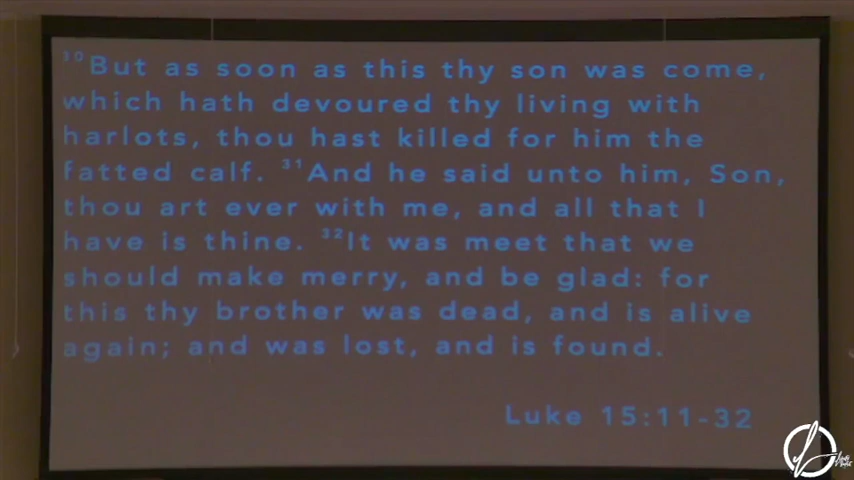 ³⁰But as soon as this thy son was come,
which hath devoured thy living with
harlots, thou hast killed for him the
fatted calf. ³¹And he said unto him, Son,
thou art ever with me, and all that I
have is thine. ³²It was meet that we
should make merry, and be glad: for
this thy brother was dead, and is alive
again; and was lost, and is found.
Luke 15:11-32